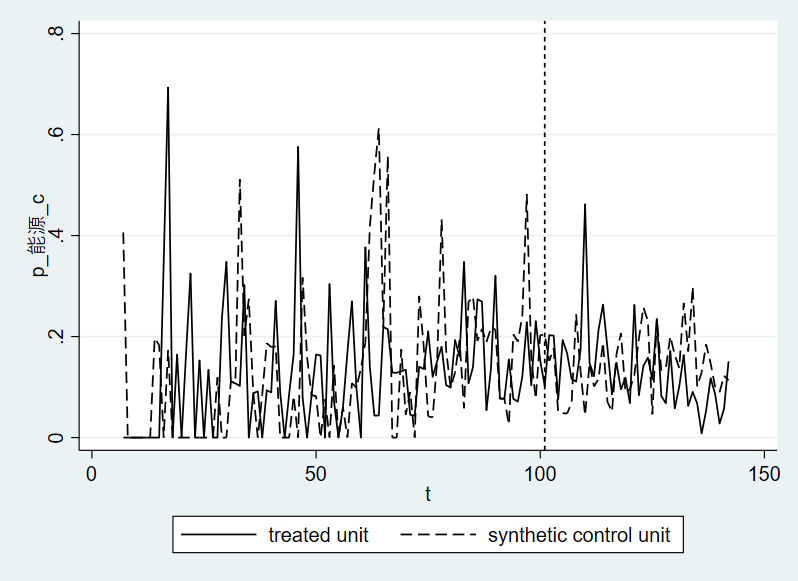 .8
.6
.4
.2
0
p_能源_c
0
50
100
150
t
treated unit
synthetic control unit